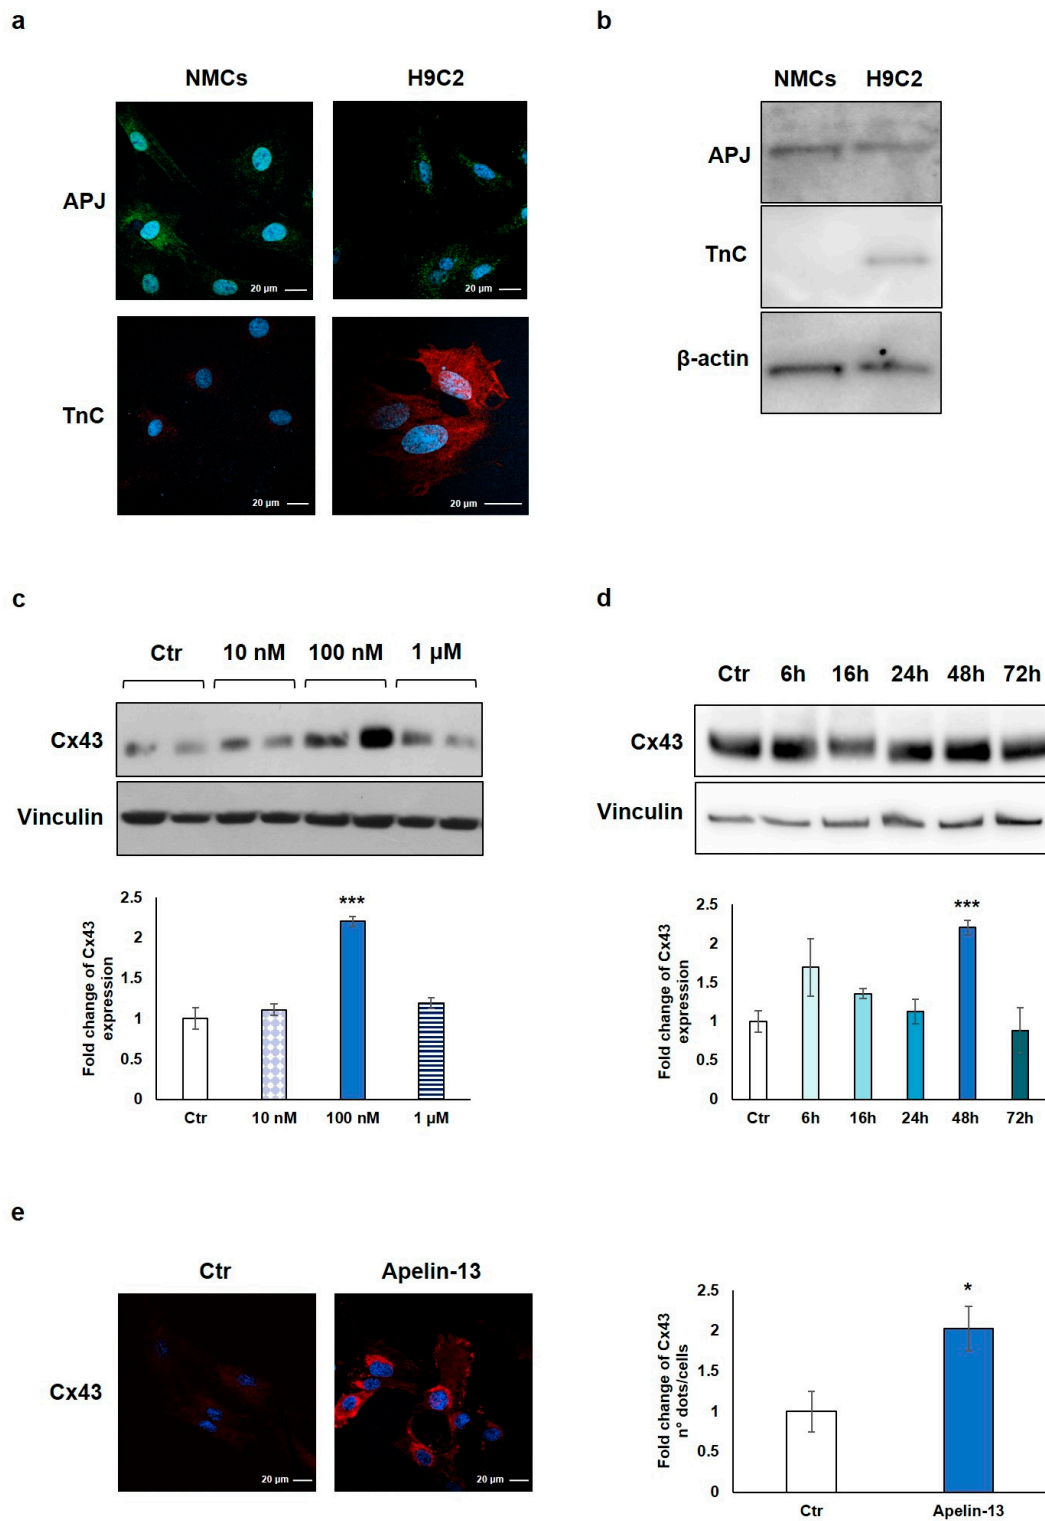 a
NMCs H9C2
APJ
20 µm
20 µm
TnC
20 µm
20 µm
b
NMCs H9C2
APJ
TnC
β-actin
c
Ctr 10 nM 100 nM 1 µM
Cx43
Vinculin
Fold change of Cx43
expression
2.5
2
1.5
1
0.5
0
***
Ctr 10 nM 100 nM 1 µM
d
Ctr 6h 16h 24h 48h 72h
Cx43
Vinculin
Fold change of Cx43
expression
2.5
2
1.5
1
0.5
0
***
Ctr 6h 16h 24h 48h 72h
e
Ctr Apelin-13
Cx43
20 µm
20 µm
Fold change of Cx43
n° dots/cells
2.5
2
1.5
1
0.5
0
*
Ctr Apelin-13